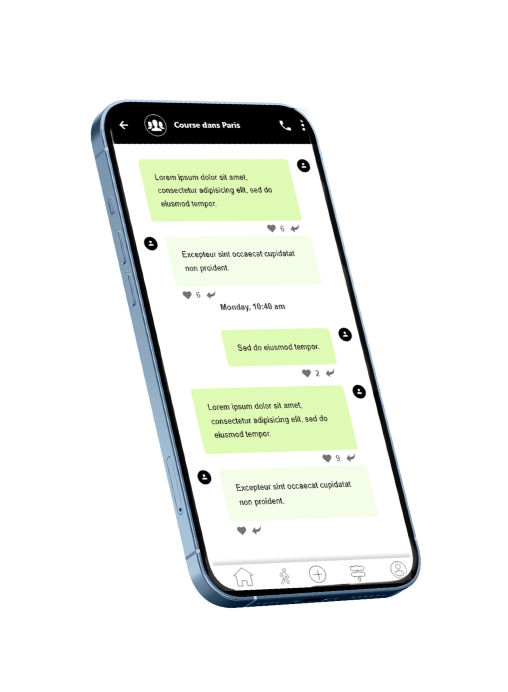 Course dans Paris
Lorem ipsum dolor sit amet,
consectetur adipisicing elit, sed do
eiusmod tempor.
6
Excepteur sint occaecat cupidatat
non proident.
6
Monday, 10:40 am
Sed do eiusmod tempor.
2
Lorem ipsum dolor sit amet,
consectetur adipisicing elit, sed do
eiusmod tempor.
9
Excepteur sint occaecat cupidatat
non proident.